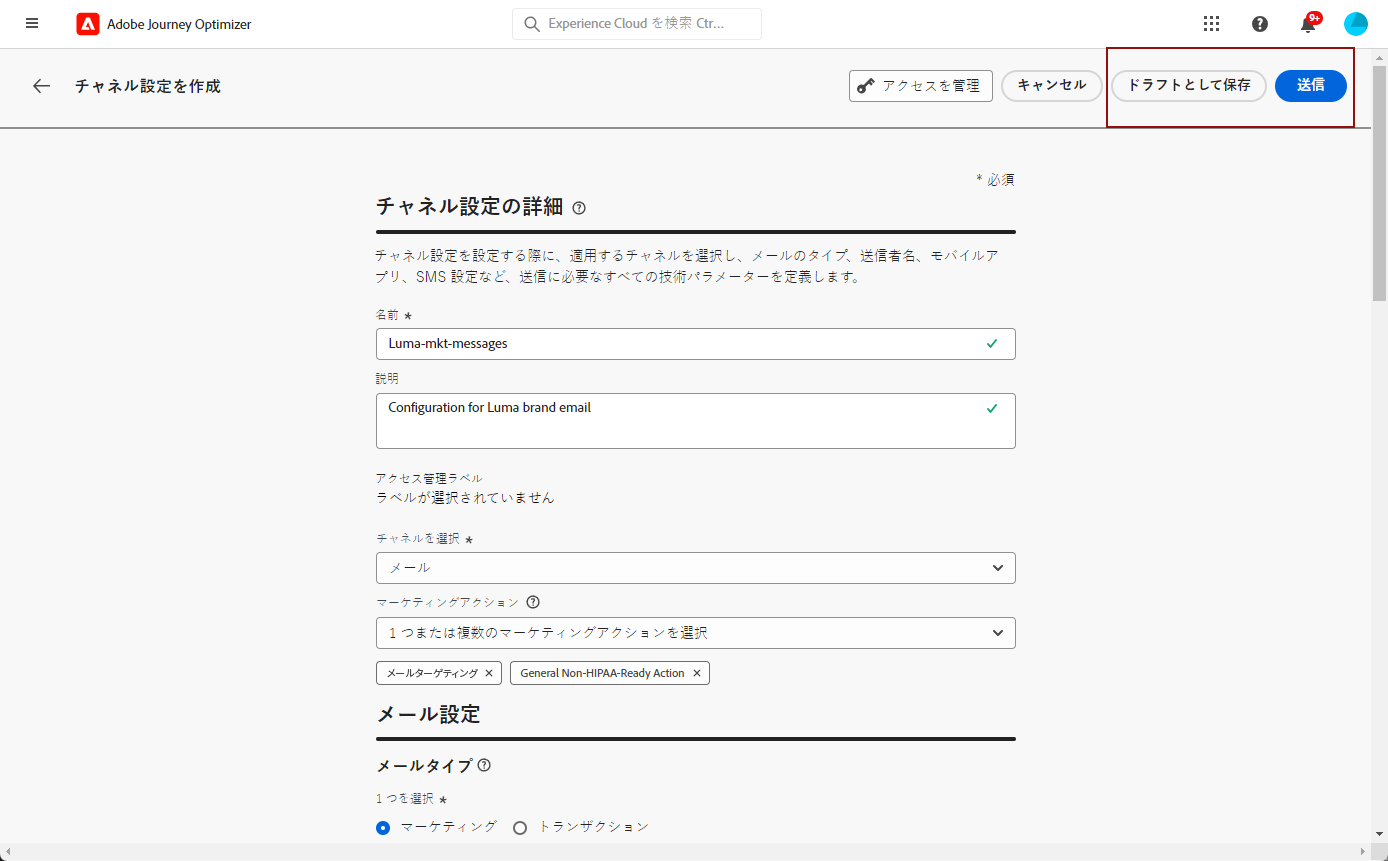 Adobe Journey Optimizer
Experience Cloud を検索 Ctr...
9+
チャネル設定を作成
アクセスを管理
キャンセル
ドラフトとして保存
送信
* 必須
チャネル設定の詳細
チャネル設定を設定する際に、適用するチャネルを選択し、メールのタイプ、送信者名、モバイルア
プリ、SMS 設定など、送信に必要なすべての技術パラメーターを定義します。
名前 *
Luma-mkt-messages
説明
Configuration for Luma brand email
アクセス管理ラベル
ラベルが選択されていません
チャネルを選択 *
メール
マーケティングアクション
1 つまたは複数のマーケティングアクションを選択
メールターゲティング
General Non-HIPAA-Ready Action
メール設定
メールタイプ
1 つを選択 *
マーケティング
トランザクション